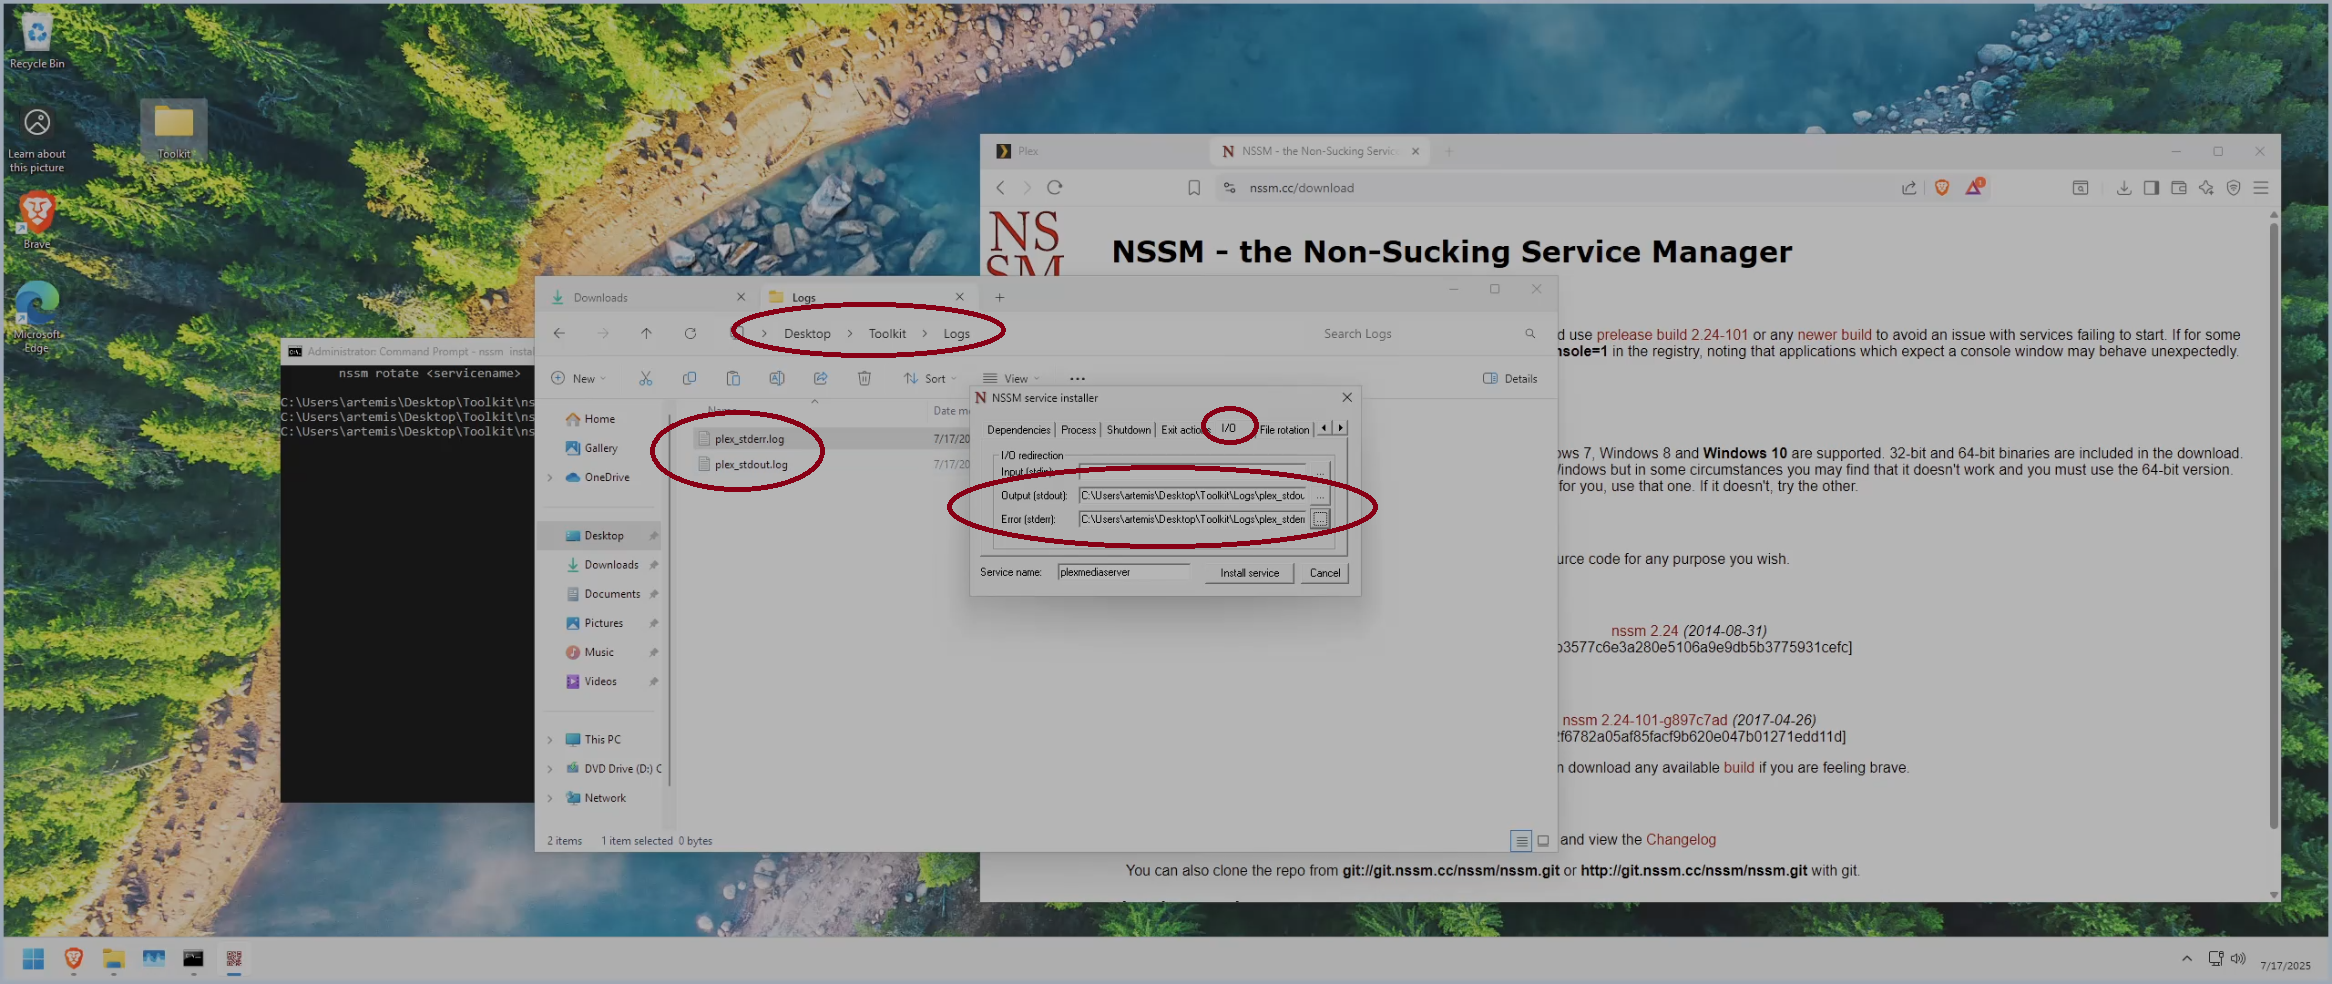 Recycle Bin
Learn about
this picture
Toolkit
Brave
Microsoft
Edge
Plex
NSSM - the Non-Sucking Servic
nssm.cc/download
NS
SM
NSSM - the Non-Sucking Service Manager
d use prelease build 2.24-101 or any newer build to avoid an issue with services failing to start. If for some
nsole=1 in the registry, noting that applications which expect a console window may behave unexpectedly.
ows 7, Windows 8 and Windows 10 are supported. 32-bit and 64-bit binaries are included in the download.
Windows but in some circumstances you may find that it doesn't work and you must use the 64-bit version.
for you, use that one. If it doesn't, try the other.
urce code for any purpose you wish.
nssm 2.24 (2014-08-31)
b3577c6e3a280e5106a9e9db5b3775931cefc]
nssm 2.24-101-g897c7ad (2017-04-26)
2f6782a05af85facf9b620e047b01271edd11d]
n download any available build if you are feeling brave.
and view the Changelog
You can also clone the repo from git://git.nssm.cc/nssm/nssm.git or http://git.nssm.cc/nssm/nssm.git with git.
Administrator: Command Prompt - nssm instal
nssm rotate <servicename>
C:\Users\artemis\Desktop\Toolkit\ns
C:\Users\artemis\Desktop\Toolkit\ns
C:\Users\artemis\Desktop\Toolkit\ns
Downloads
Logs
Desktop > Toolkit > Logs
Search Logs
New
Sort
View
Details
Home
Gallery
OneDrive
Desktop
Downloads
Documents
Pictures
Music
Videos
This PC
DVD Drive (D:) C
Network
Name
Date mo
plex_stderr.log 7/17/20
plex_stdout.log 7/17/20
2 items 1 item selected 0 bytes
NSSM service installer
Dependencies Process Shutdown Exit actions I/O File rotation
I/O redirection
Input (stdin):
Output (stdout): C:\Users\artemis\Desktop\Toolkit\Logs\plex_stdou
Error (stderr): C:\Users\artemis\Desktop\Toolkit\Logs\plex_stderr
Service name: plexmediaserver Install service Cancel
7/17/2025